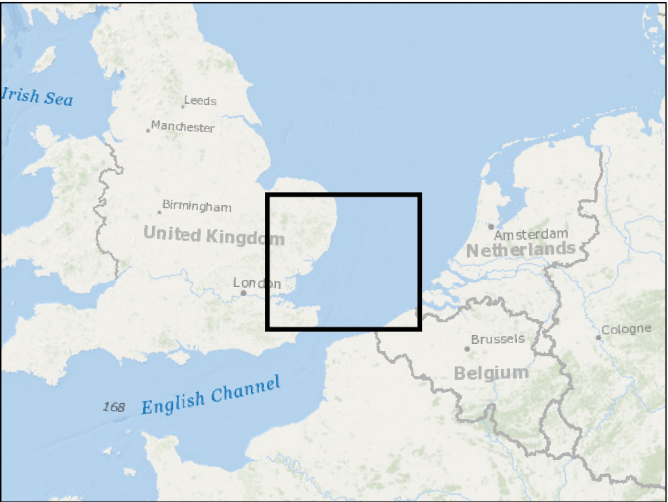 Irish Sea
Leeds
Manchester
Birmingham
United Kingdom
London
Amsterdam
Netherlands
Brussels
Cologne
Belgium
168
English Channel